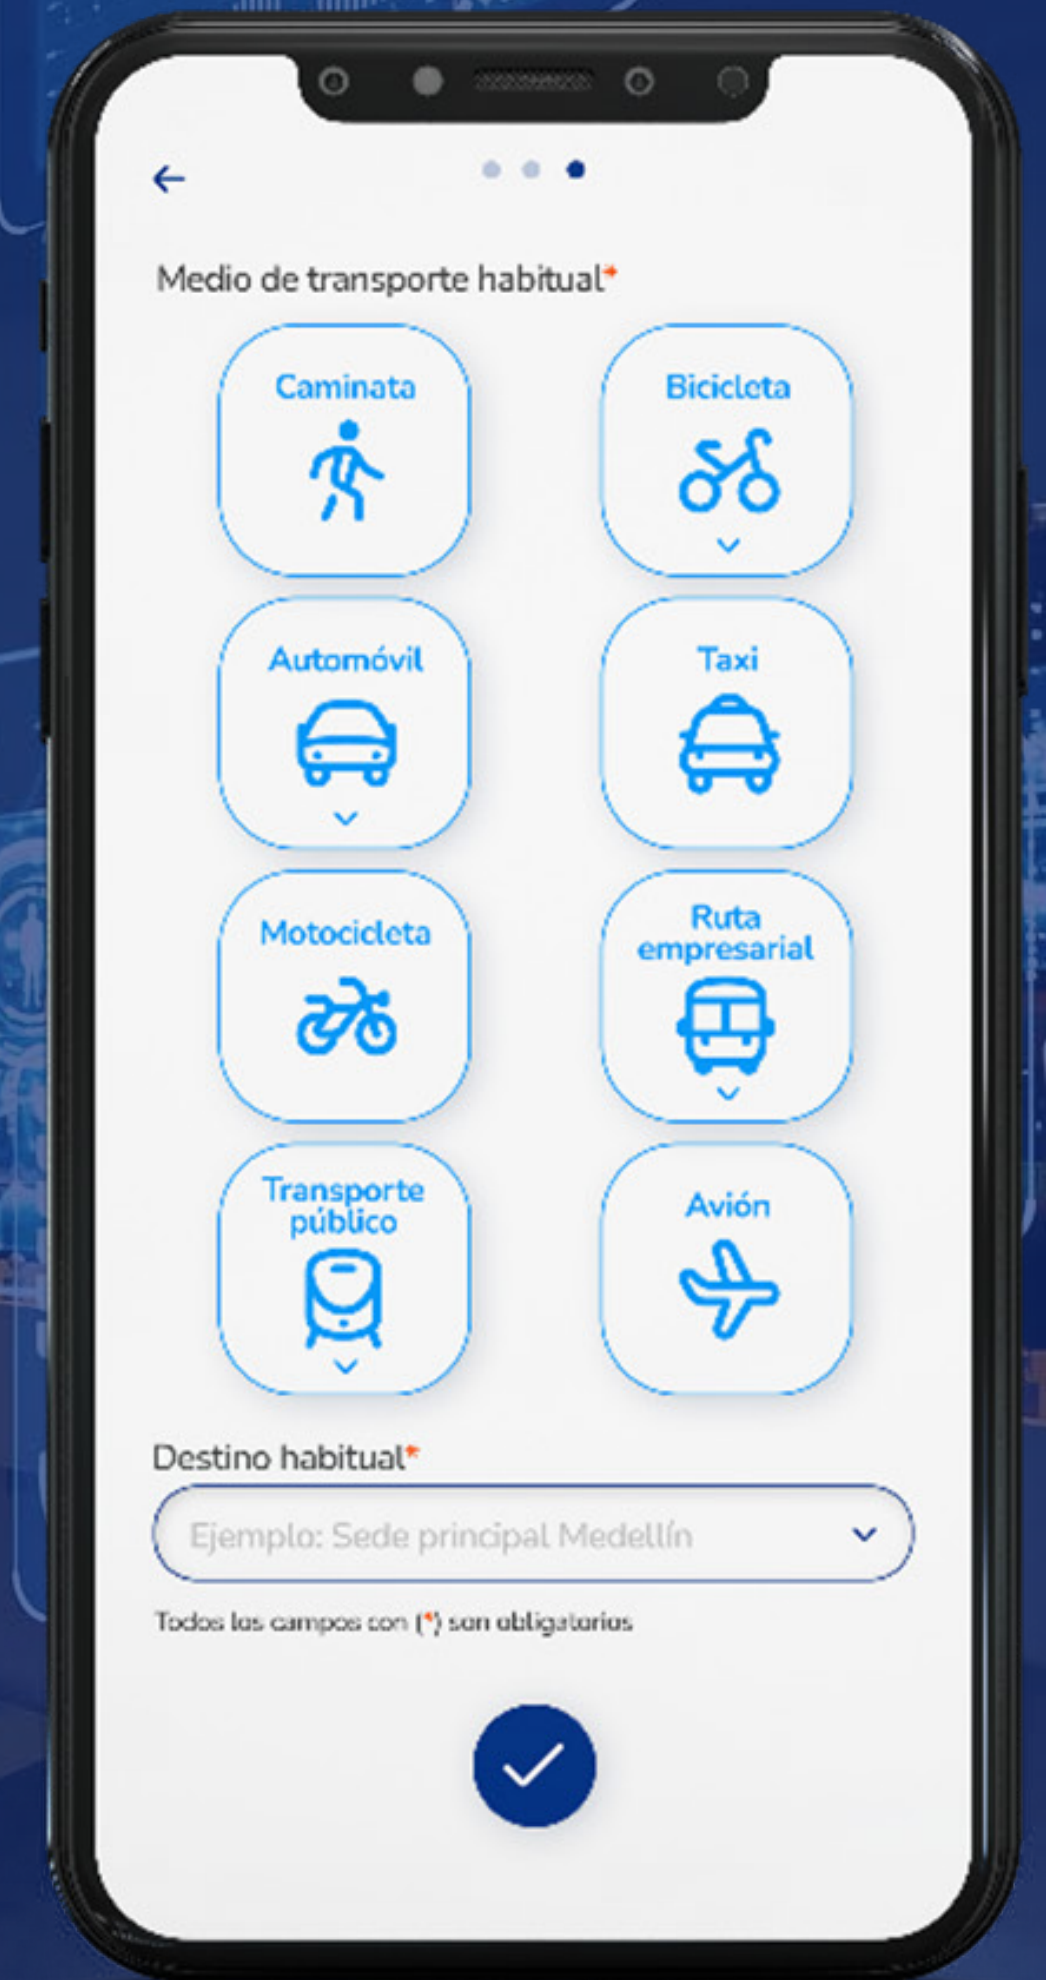 Medio de transporte habitual*
Caminata
Bicicleta
Automóvil
Taxi
Motocicleta
Ruta
empresarial
Transporte
público
Avión
Destino habitual*
Ejemplo: Sede principal Medellín
Todos los campos con (*) son obligatorios